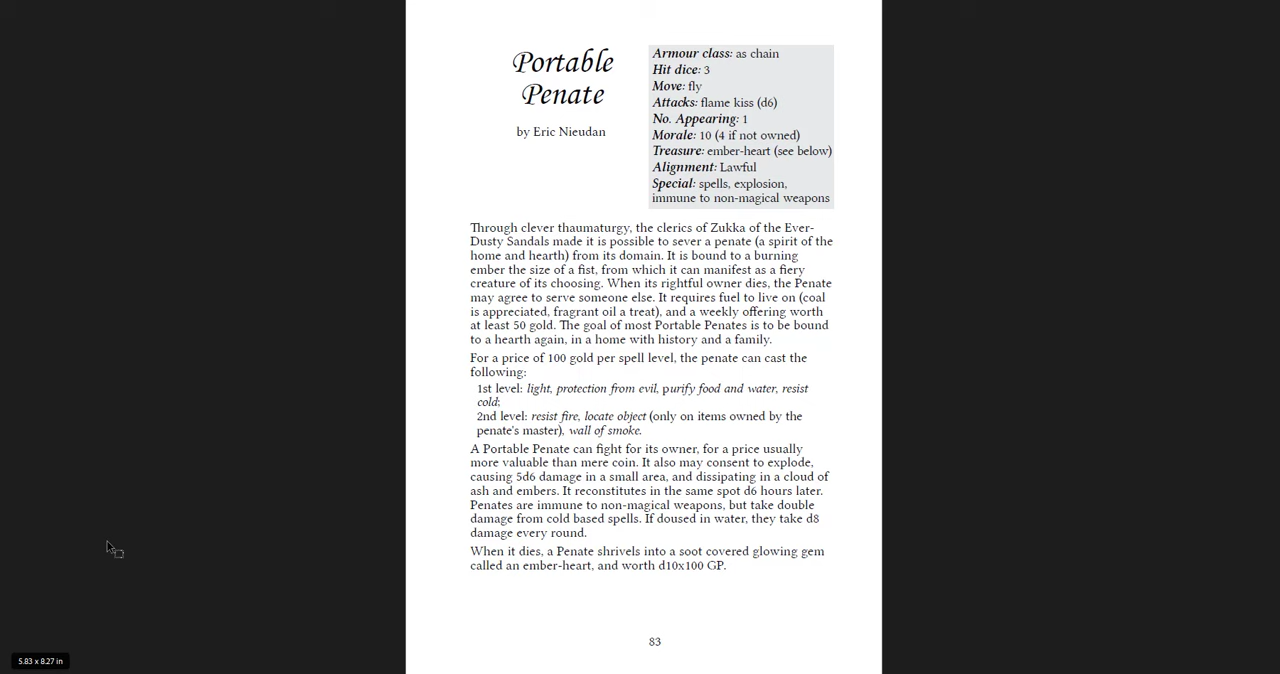 Portable
Penate
by Eric Nieudan
Armour class: as chain
Hit dice: 3
Move: fly
Attacks: flame kiss (d6)
No. Appearing: 1
Morale: 10 (4 if not owned)
Treasure: ember-heart (see below)
Alignment: Lawful
Special: spells, explosion,
immune to non-magical weapons
Through clever thaumaturgy, the clerics of Zukka of the Ever-
Dusty Sandals made it is possible to sever a penate (a spirit of the
home and hearth) from its domain. It is bound to a burning
ember the size of a fist, from which it can manifest as a fiery
creature of its choosing. When its rightful owner dies, the Penate
may agree to serve someone else. It requires fuel to live on (coal
is appreciated, fragrant oil a treat), and a weekly offering worth
at least 50 gold. The goal of most Portable Penates is to be bound
to a hearth again, in a home with history and a family.
For a price of 100 gold per spell level, the penate can cast the
following:
1st level: light, protection from evil, purify food and water, resist
cold;
2nd level: resist fire, locate object (only on items owned by the
penate's master), wall of smoke.
A Portable Penate can fight for its owner, for a price usually
more valuable than mere coin. It also may consent to explode,
causing 5d6 damage in a small area, and dissipating in a cloud of
ash and embers. It reconstitutes in the same spot d6 hours later.
Penates are immune to non-magical weapons, but take double
damage from cold based spells. If doused in water, they take d8
damage every round.
When it dies, a Penate shrivels into a soot covered glowing gem
called an ember-heart, and worth d10x100 GP.
83
5.83 x 8.27 in